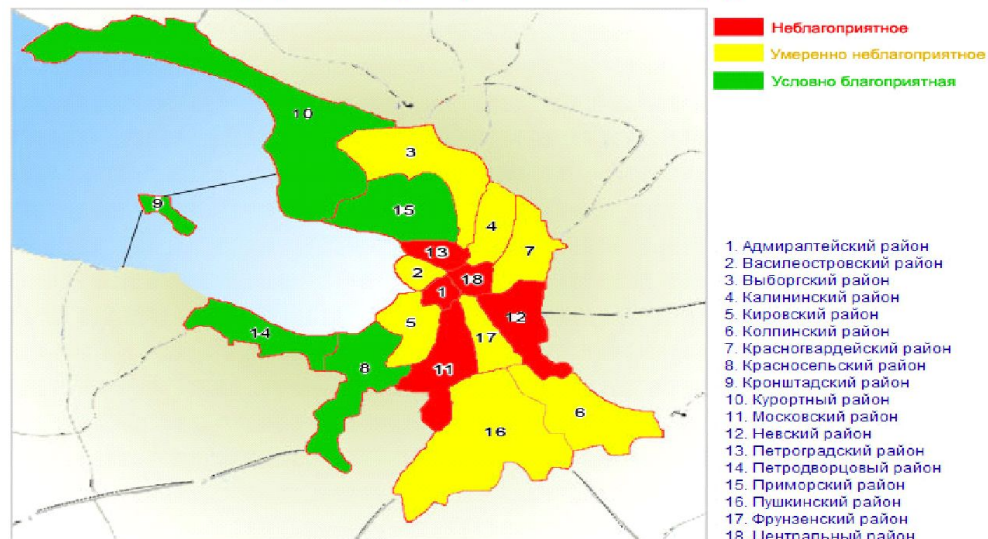 Неблагоприятное
Умеренно неблагоприятное
Условно благоприятная
10
3
9
15
4
7
13
2
18
1
12
5
14
17
8
11
6
16
1. Адмиралтейский район
2. Василеостровский район
3. Выборгский район
4. Калининский район
5. Кировский район
6. Колпинский район
7. Красногвардейский район
8. Красносельский район
9. Кронштадский район
10. Курортный район
11. Московский район
12. Невский район
13. Петроградский район
14. Петродворцовый район
15. Приморский район
16. Пушкинский район
17. Фрунзенский район
18. Центральный район